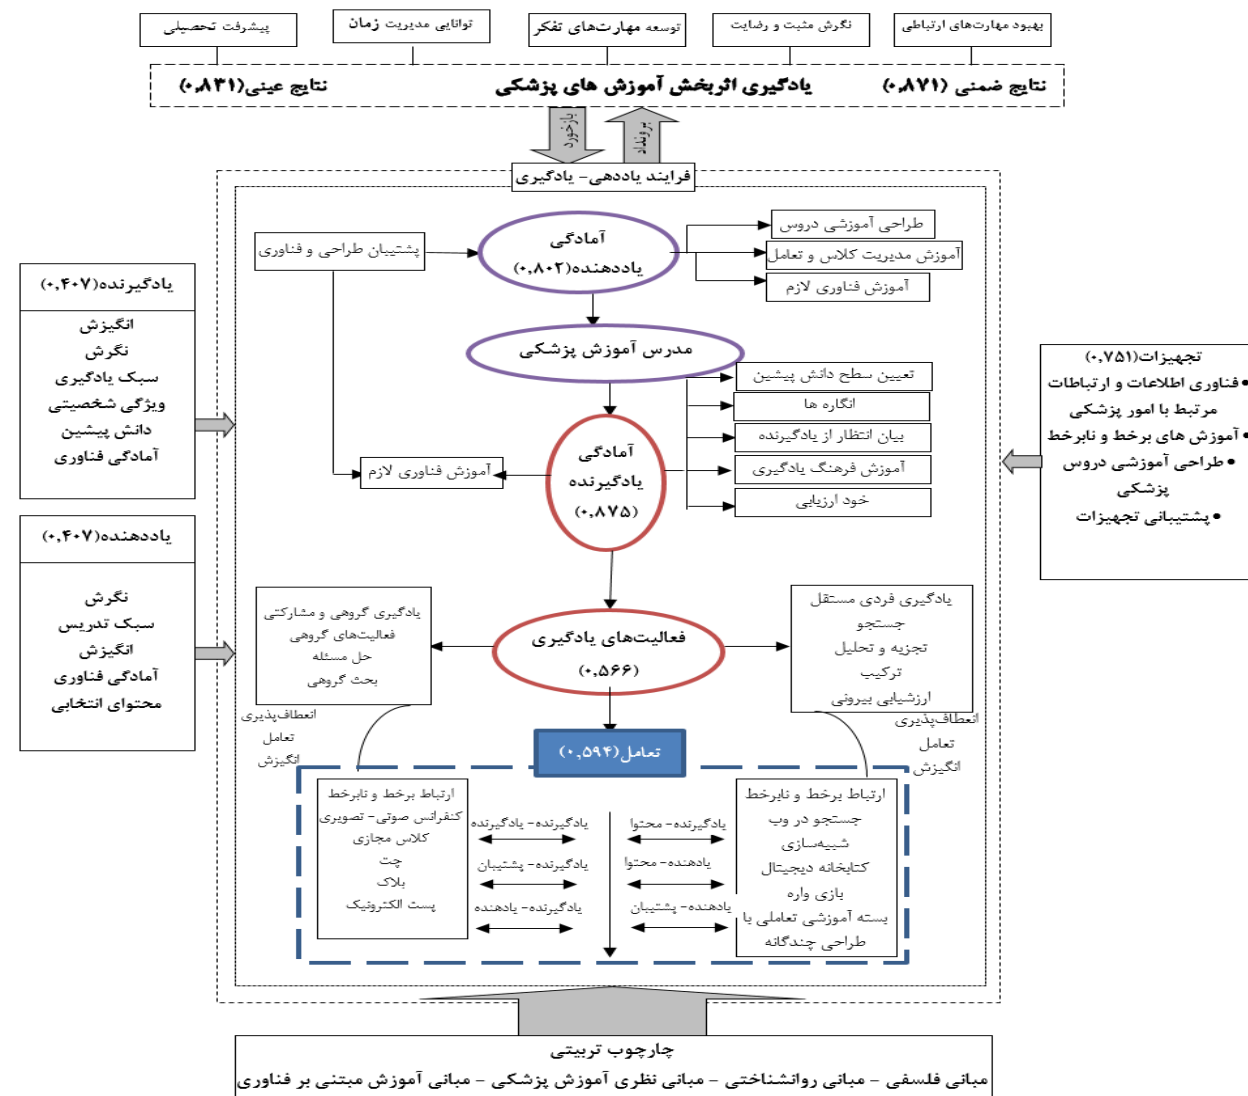 بهبود مهارت‌های ارتباطی
نگرش مثبت و رضایت
توسعه مهارت‌های تفکر
توانایی مدیریت زمان
پیشرفت تحصیلی
نتایج ضمنی (۰,۸۷۱)
یادگیری اثربخش آموزش های پزشکی
نتایج عینی(۰,۸۳۱)
بازخورد
برونداد
فرایند یاددهی- یادگیری
آمادگی
یاددهنده(۰,۸۰۲)
طراحی آموزشی دروس
آموزش مدیریت کلاس و تعامل
آموزش فناوری لازم
پشتیبان طراحی و فناوری
مدرس آموزش پزشکی
تعیین سطح دانش پیشین
انگاره ها
بیان انتظار از یادگیرنده
آموزش فرهنگ یادگیری
خود ارزیابی
آمادگی
یادگیرنده
(۰,۸۷۵)
آموزش فناوری لازم
تجهیزات(۰,۷۵۱)
•فناوری اطلاعات و ارتباطات
مرتبط با امور پزشکی
•آموزش های برخط و نابرخط
•طراحی آموزشی دروس
پزشکی
•پشتیبانی تجهیزات
یادگیرنده(۰,۴۰۷)
انگیزش
نگرش
سبک یادگیری
ویژگی شخصیتی
دانش پیشین
آمادگی فناوری
یاددهنده(۰,۴۰۷)
نگرش
سبک تدریس
انگیزش
آمادگی فناوری
محتوای انتخابی
فعالیت‌های یادگیری
(۰,۵۶۶)
یادگیری فردی مستقل
جستجو
تجزیه و تحلیل
ترکیب
ارزشیابی بیرونی
یادگیری گروهی و مشارکتی
فعالیت‌های گروهی
حل مسئله
بحث گروهی
انعطاف‌پذیری
تعامل
انگیزش
انعطاف‌پذیری
تعامل
انگیزش
تعامل(۰,۵۹۴)
ارتباط برخط و نابرخط
جستجو در وب
شبیه‌سازی
کتابخانه دیجیتال
بازی واره
بسته آموزشی تعاملی با
طراحی چندگانه
یادگیرنده- محتوا
یادهنده- محتوا
یادهنده- پشتیبان
یادگیرنده- یادگیرنده
یادگیرنده- پشتیبان
یادگیرنده- یادهنده
ارتباط برخط و نابرخط
کنفرانس صوتی- تصویری
کلاس مجازی
چت
بلاک
پست الکترونیک
چارچوب تربیتی
مبانی فلسفی – مبانی روانشناختی – مبانی نظری آموزش پزشکی – مبانی آموزش مبتنی بر فناوری